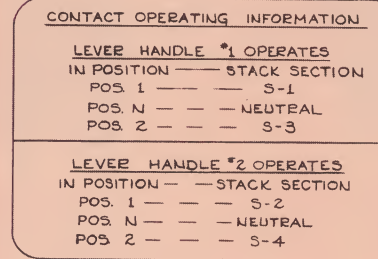 CONTACT OPERATING INFORMATION
LEVER HANDLE #1 OPERATES
IN POSITION — — STACK SECTION
POS. 1 — — — S-1
POS. N — — — NEUTRAL
POS. 2 — — — S-3
LEVER HANDLE #2 OPERATES
IN POSITION — — STACK SECTION
POS. 1 — — — S-2
POS. N — — — NEUTRAL
POS. 2 — — — S-4